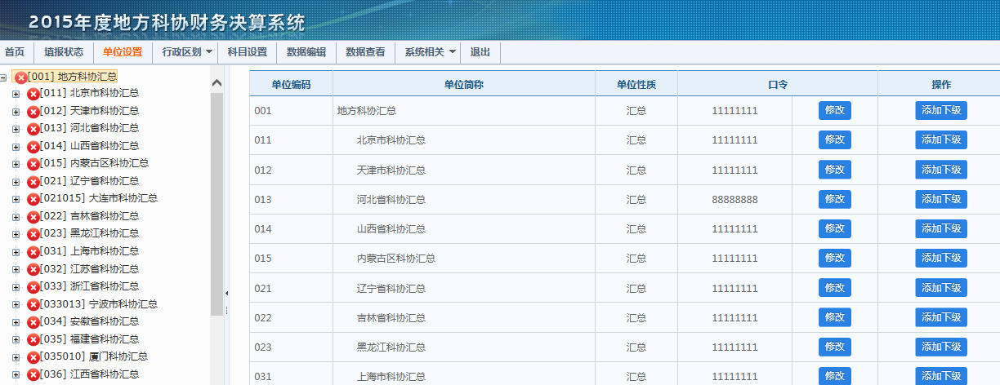 2015年度地方科协财务决算系统
首页 填报状态 单位设置 行政区划 科目设置 数据编辑 数据查看 系统相关 退出
[001] 地方科协汇总
[011] 北京市科协汇总
[012] 天津市科协汇总
[013] 河北省科协汇总
[014] 山西省科协汇总
[015] 内蒙古区科协汇总
[021] 辽宁省科协汇总
[021015] 大连市科协汇总
[022] 吉林省科协汇总
[023] 黑龙江科协汇总
[031] 上海市科协汇总
[032] 江苏省科协汇总
[033] 浙江省科协汇总
[033013] 宁波市科协汇总
[034] 安徽省科协汇总
[035] 福建省科协汇总
[035010] 厦门科协汇总
[036] 江西省科协汇总
单位编码 单位简称 单位性质 口令 操作
001 地方科协汇总 汇总 11111111 修改 添加下级
011 北京市科协汇总 汇总 11111111 修改 添加下级
012 天津市科协汇总 汇总 11111111 修改 添加下级
013 河北省科协汇总 汇总 88888888 修改 添加下级
014 山西省科协汇总 汇总 11111111 修改 添加下级
015 内蒙古区科协汇总 汇总 11111111 修改 添加下级
021 辽宁省科协汇总 汇总 11111111 修改 添加下级
022 吉林省科协汇总 汇总 11111111 修改 添加下级
023 黑龙江科协汇总 汇总 11111111 修改 添加下级
031 上海市科协汇总 汇总 11111111 修改 添加下级